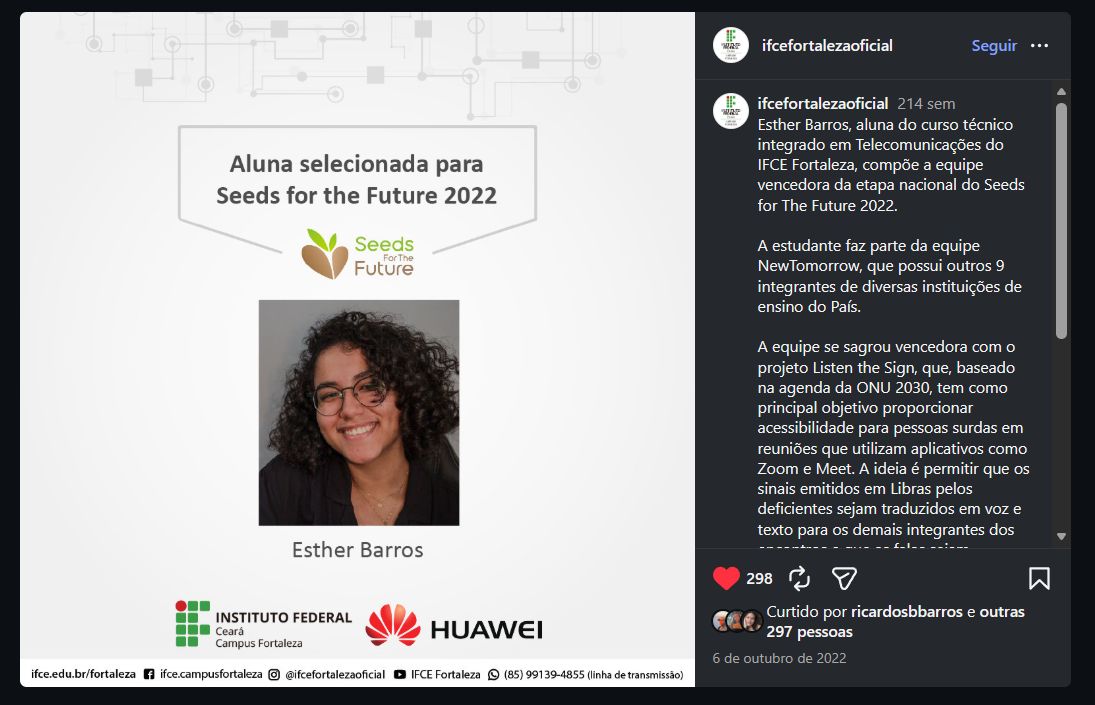 Aluna selecionada para
Seeds for the Future 2022
Seeds
For The
Future
Esther Barros
INSTITUTO FEDERAL
Ceará
Campus Fortaleza
HUAWEI
ifce.edu.br/fortaleza ifce.campusfortaleza @ifcefortalezaoficial IFCE Fortaleza (85) 99139-4855 (linha de transmissão)
ifcefortalezaoficial
Seguir
ifcefortalezaoficial 214 sem
Esther Barros, aluna do curso técnico
integrado em Telecomunicações do
IFCE Fortaleza, compõe a equipe
vencedora da etapa nacional do Seeds
for The Future 2022.
A estudante faz parte da equipe
NewTomorrow, que possui outros 9
integrantes de diversas instituições de
ensino do País.
A equipe se sagrou vencedora com o
projeto Listen the Sign, que, baseado
na agenda da ONU 2030, tem como
principal objetivo proporcionar
acessibilidade para pessoas surdas em
reuniões que utilizam aplicativos como
Zoom e Meet. A ideia é permitir que os
sinais emitidos em Libras pelos
deficientes sejam traduzidos em voz e
texto para os demais integrantes dos
298
Curtido por ricardosbbarros e outras
297 pessoas
6 de outubro de 2022